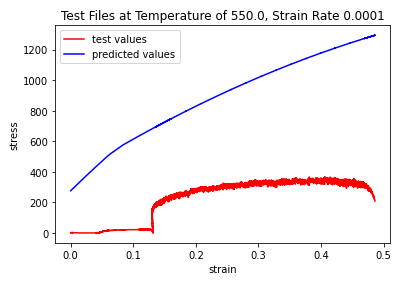 Test Files at Temperature of 550.0, Strain Rate 0.0001
test values
predicted values
stress
1200
1000
800
600
400
200
0
0.0 0.1 0.2 0.3 0.4 0.5
strain